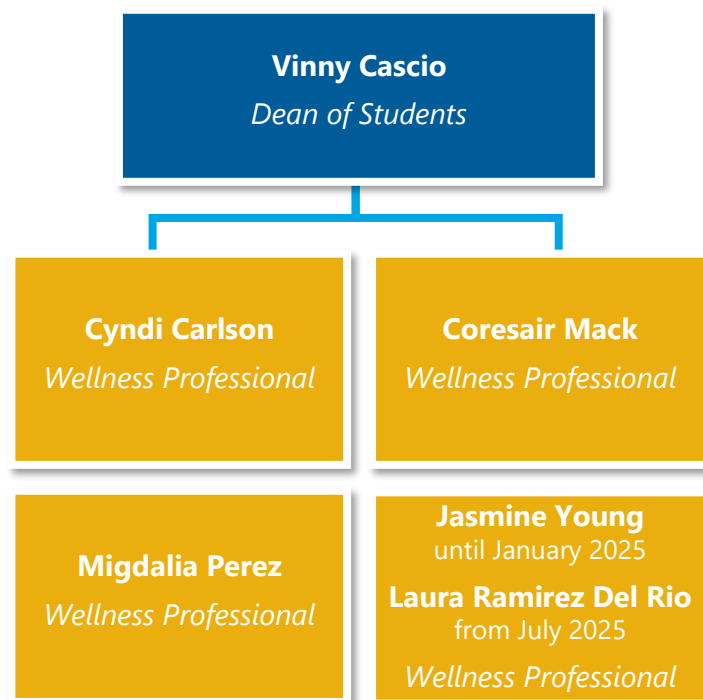 Vinny Cascio
Dean of Students
Cyndi Carlson
Wellness Professional
Coresair Mack
Wellness Professional
Migdalia Perez
Wellness Professional
Jasmine Young
until January 2025
Laura Ramirez Del Rio
from July 2025
Wellness Professional